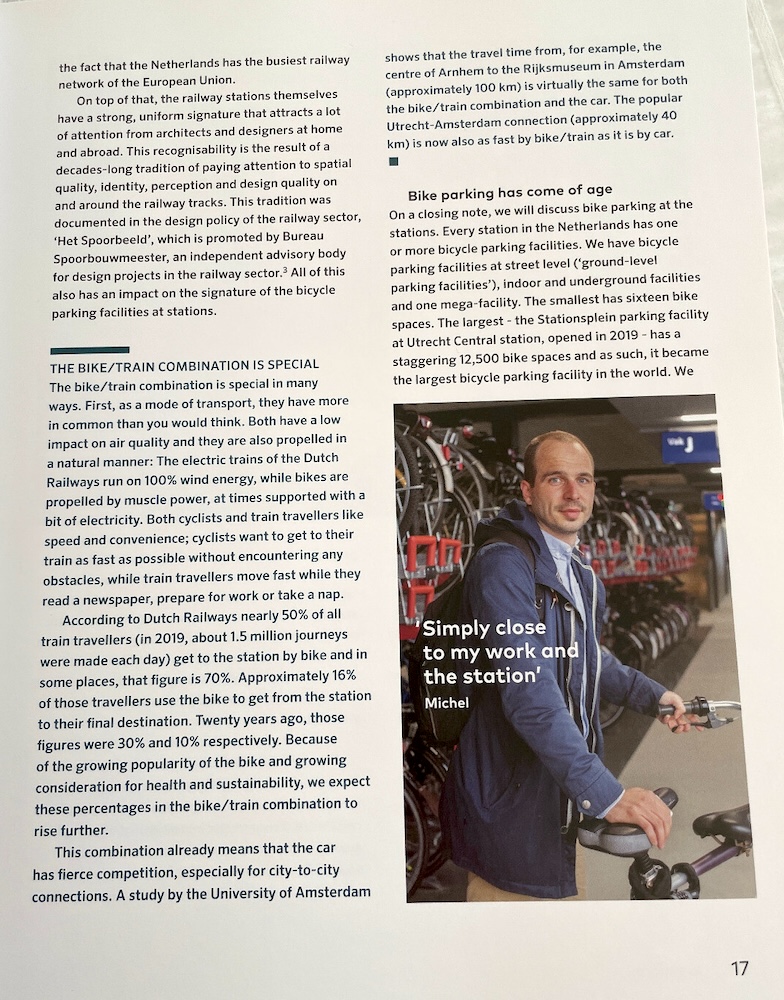 the fact that the Netherlands has the busiest railway
network of the European Union.
On top of that, the railway stations themselves
have a strong, uniform signature that attracts a lot
of attention from architects and designers at home
and abroad. This recognisability is the result of a
decades-long tradition of paying attention to spatial
quality, identity, perception and design quality on
and around the railway tracks. This tradition was
documented in the design policy of the railway sector,
‘Het Spoorbeeld’, which is promoted by Bureau
Spoorbouwmeester, an independent advisory body
for design projects in the railway sector.³ All of this
also has an impact on the signature of the bicycle
parking facilities at stations.
THE BIKE/TRAIN COMBINATION IS SPECIAL
The bike/train combination is special in many
ways. First, as a mode of transport, they have more
in common than you would think. Both have a low
impact on air quality and they are also propelled in
a natural manner: The electric trains of the Dutch
Railways run on 100% wind energy, while bikes are
propelled by muscle power, at times supported with a
bit of electricity. Both cyclists and train travellers like
speed and convenience; cyclists want to get to their
train as fast as possible without encountering any
obstacles, while train travellers move fast while they
read a newspaper, prepare for work or take a nap.
According to Dutch Railways nearly 50% of all
train travellers (in 2019, about 1.5 million journeys
were made each day) get to the station by bike and in
some places, that figure is 70%. Approximately 16%
of those travellers use the bike to get from the station
to their final destination. Twenty years ago, those
figures were 30% and 10% respectively. Because
of the growing popularity of the bike and growing
consideration for health and sustainability, we expect
these percentages in the bike/train combination to
rise further.
This combination already means that the car
has fierce competition, especially for city-to-city
connections. A study by the University of Amsterdam
shows that the travel time from, for example, the
centre of Arnhem to the Rijksmuseum in Amsterdam
(approximately 100 km) is virtually the same for both
the bike/train combination and the car. The popular
Utrecht-Amsterdam connection (approximately 40
km) is now also as fast by bike/train as it is by car.
Bike parking has come of age
On a closing note, we will discuss bike parking at the
stations. Every station in the Netherlands has one
or more bicycle parking facilities. We have bicycle
parking facilities at street level (‘ground-level
parking facilities’), indoor and underground facilities
and one mega-facility. The smallest has sixteen bike
spaces. The largest - the Stationsplein parking facility
at Utrecht Central station, opened in 2019 - has a
staggering 12,500 bike spaces and as such, it became
the largest bicycle parking facility in the world. We
Vak J
‘Simply close
to my work and
the station’
Michel
17